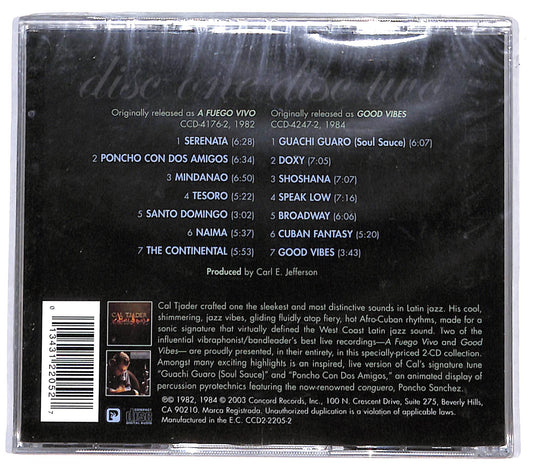 disc one disc two
Originally released as A FUEGO VIVO
CCD-4176-2, 1982
1 SERENATA (6:28)
2 PONCHO CON DOS AMIGOS (6:34)
3 MINDANAO (6:50)
4 TESORO (5:22)
5 SANTO DOMINGO (3:02)
6 NAIMA (5:37)
7 THE CONTINENTAL (5:53)
Originally released as GOOD VIBES
CCD-4247-2, 1984
1 GUACHI GUARO (Soul Sauce) (6:07)
2 DOXY (7:05)
3 SHOSHANA (7:07)
4 SPEAK LOW (7:16)
5 BROADWAY (6:06)
6 CUBAN FANTASY (5:20)
7 GOOD VIBES (3:43)
Produced by Carl E. Jefferson
0 13431 22052 7
CAL TJADER
Cal Tjader crafted one the sleekest and most distinctive sounds in Latin jazz. His cool,
shimmering, jazz vibes, gliding fluidly atop fiery, hot Afro-Cuban rhythms, made for a
sonic signature that virtually defined the West Coast Latin jazz sound. Two of the
influential vibraphonist/bandleader's best live recordings—A Fuego Vivo and Good
Vibes—are proudly presented, in their entirety, in this specially-priced 2-CD collection.
Amongst many exciting highlights is an inspired, live version of Cal's signature tune
"Guachi Guaro (Soul Sauce)" and "Poncho Con Dos Amigos," an animated display of
percussion pyrotechnics featuring the now-renowned conguero, Poncho Sanchez.
COMPACT
disc
DIGITAL AUDIO
℗© 1982, 1984 © 2003 Concord Records, Inc., 100 N. Crescent Drive, Suite 275, Beverly Hills,
CA 90210. Marca Registrada. Unauthorized duplication is a violation of applicable laws.
Manufactured in the E.C. CCD2-2205-2